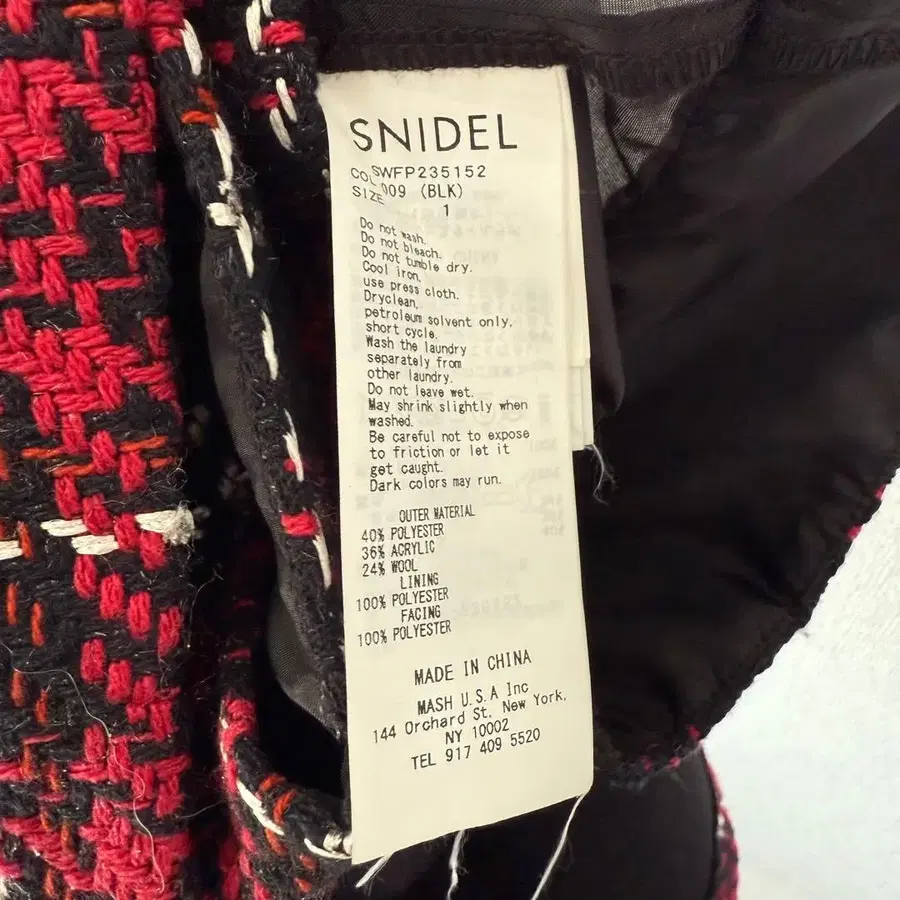 SNIDEL
SWFP235152
COL 009 (BLK)
SIZE 1
Do not wash.
Do not bleach.
Do not tumble dry.
Cool iron,
use press cloth.
Dryclean,
petroleum solvent only,
short cycle.
Wash the laundry
separately from
other laundry.
Do not leave wet.
May shrink slightly when
washed.
Be careful not to expose
to friction or let it
get caught.
Dark colors may run.
OUTER MATERIAL
40% POLYESTER
36% ACRYLIC
24% WOOL
LINING
100% POLYESTER
FACING
100% POLYESTER
MADE IN CHINA
MASH U.S.A Inc
144 Orchard St. New York,
NY 10002
TEL 917 409 5520